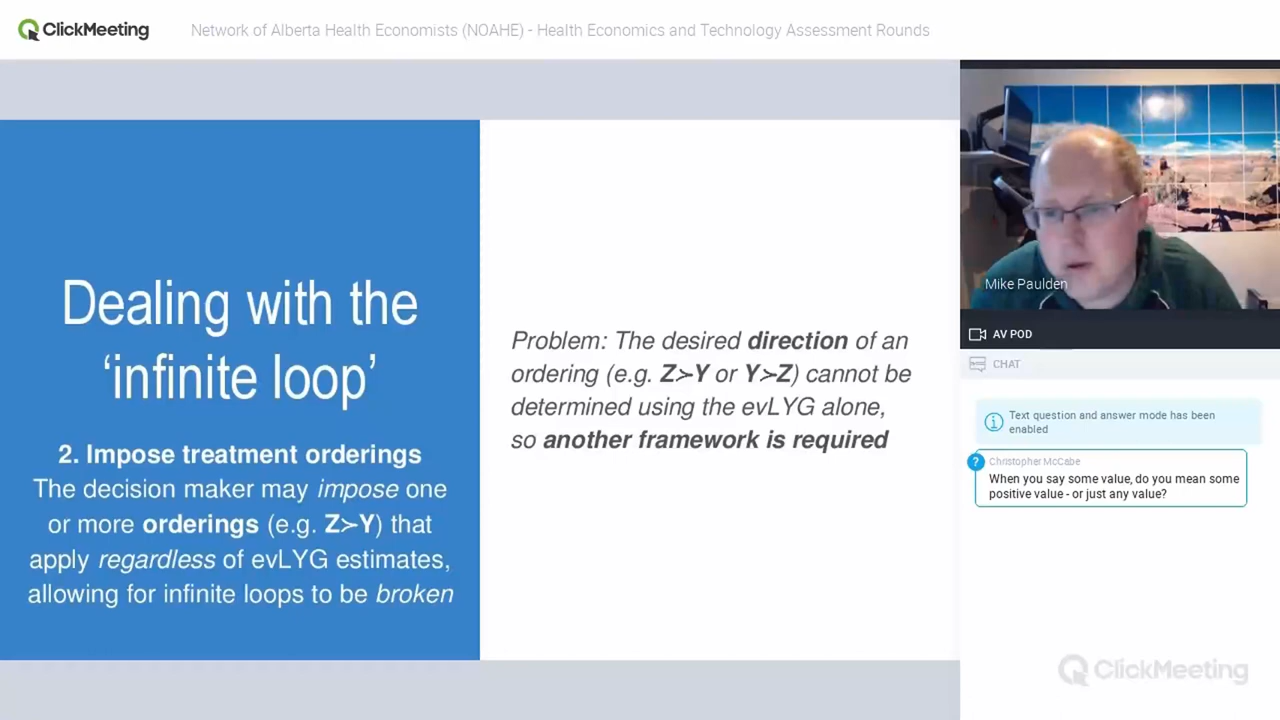 ClickMeeting
Network of Alberta Health Economists (NOAHE) - Health Economics and Technology Assessment Rounds
Dealing with the
‘infinite loop’
2. Impose treatment orderings
The decision maker may impose one
or more orderings (e.g. Z≻Y) that
apply regardless of evLYG estimates,
allowing for infinite loops to be broken
Problem: The desired direction of an
ordering (e.g. Z≻Y or Y≻Z) cannot be
determined using the evLYG alone,
so another framework is required
Mike Paulden
AV POD
CHAT
Text question and answer mode has been
enabled
? Christopher McCabe
When you say some value, do you mean some
positive value - or just any value?
ClickMeeting